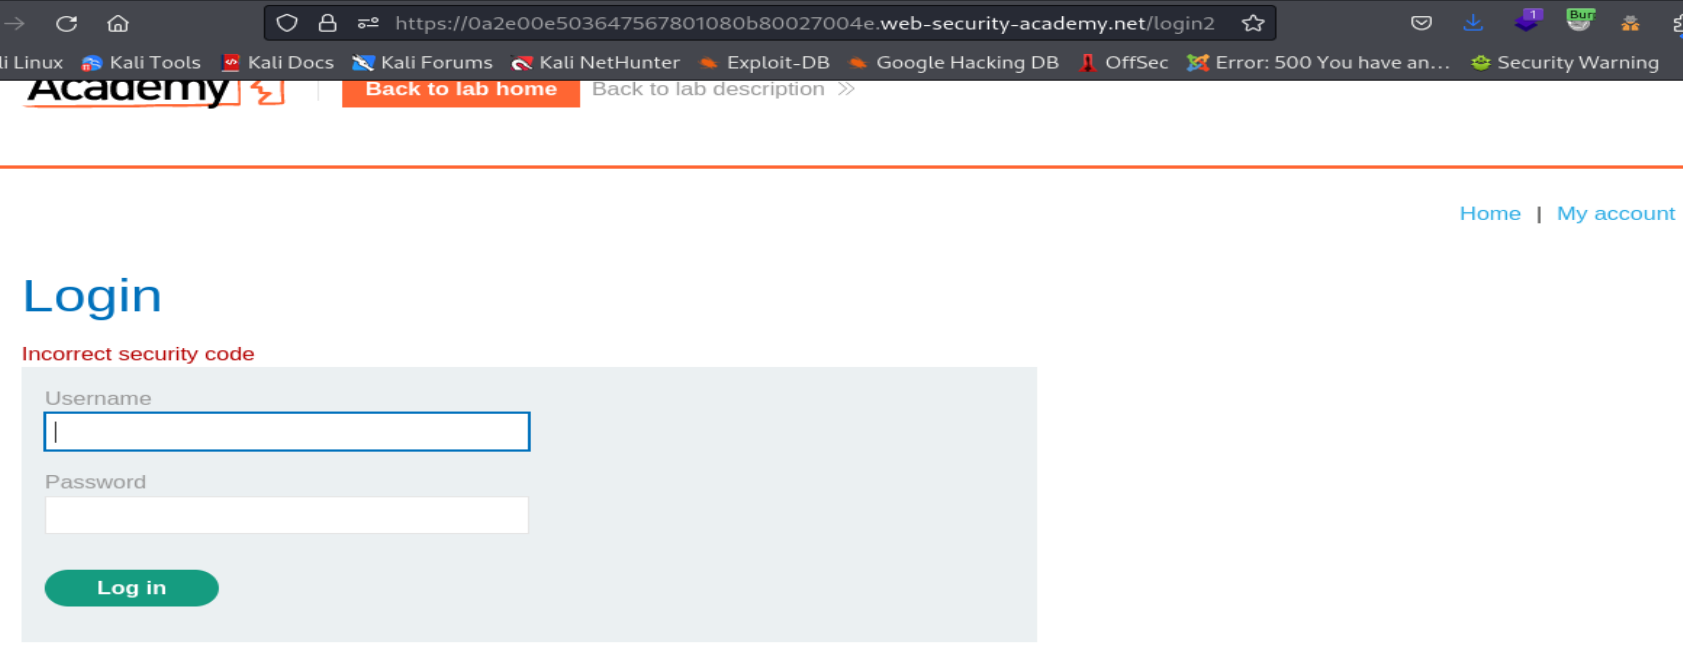 https://0a2e00e503647567801080b80027004e.web-security-academy.net/login2
1
Bur
li Linux Kali Tools Kali Docs Kali Forums Kali NetHunter Exploit-DB Google Hacking DB OffSec Error: 500 You have an... Security Warning
Academy Back to lab home Back to lab description
Home | My account
Login
Incorrect security code
Username
Password
Log in